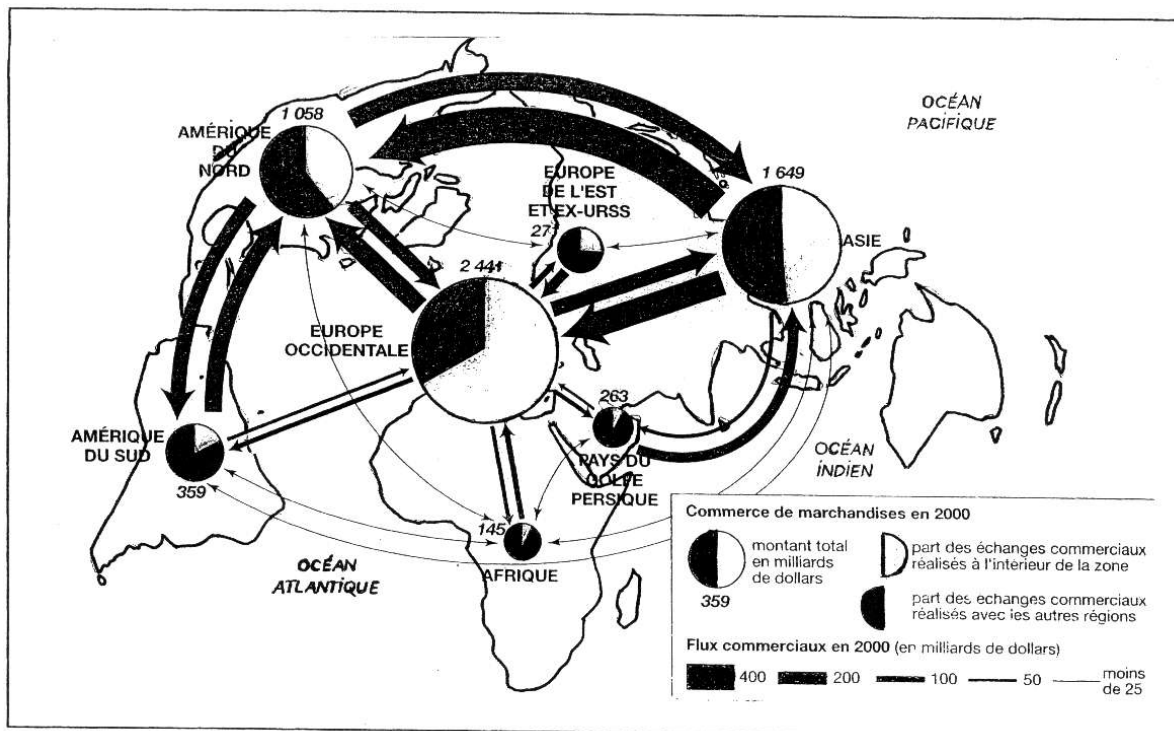 OCÉAN
PACIFIQUE
1 058
AMÉRIQUE
DU
NORD
EUROPE
DE L'EST
ET EX-URSS
27
1 649
ASIE
2 441
EUROPE
OCCIDENTALE
263
PAYS DU
GOLFE
PERSIQUE
OCÉAN
INDIEN
AMÉRIQUE
DU SUD
359
145
AFRIQUE
OCÉAN
ATLANTIQUE
Commerce de marchandises en 2000
montant total
en milliards
de dollars
359
part des échanges commerciaux
réalisés à l'intérieur de la zone
part des echanges commerciaux
réalisés avec les autres régions
Flux commerciaux en 2000 (en milliards de dollars)
400
200
100
50
moins
de 25